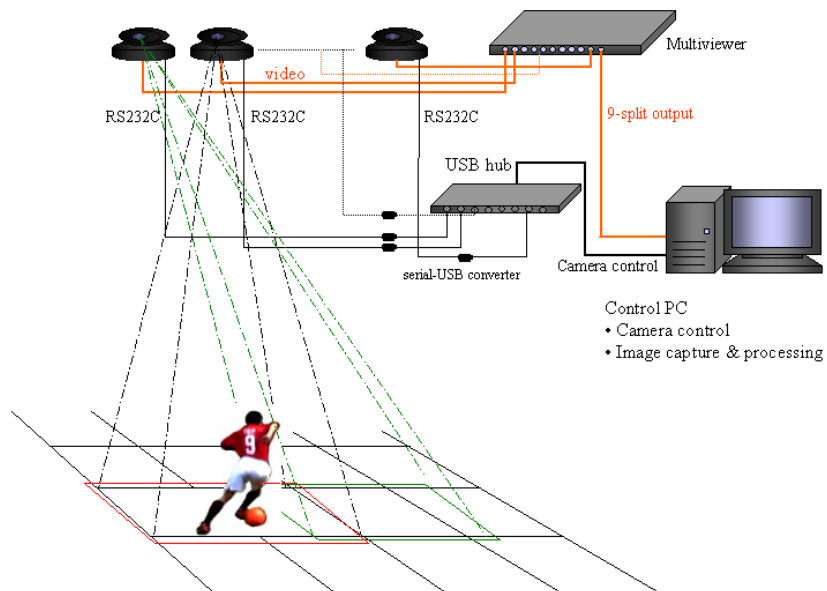 Multiviewer
video
RS232C
RS232C
RS232C
9-split output
USB hub
serial-USB converter
Camera control
Control PC
• Camera control
• Image capture & processing
9